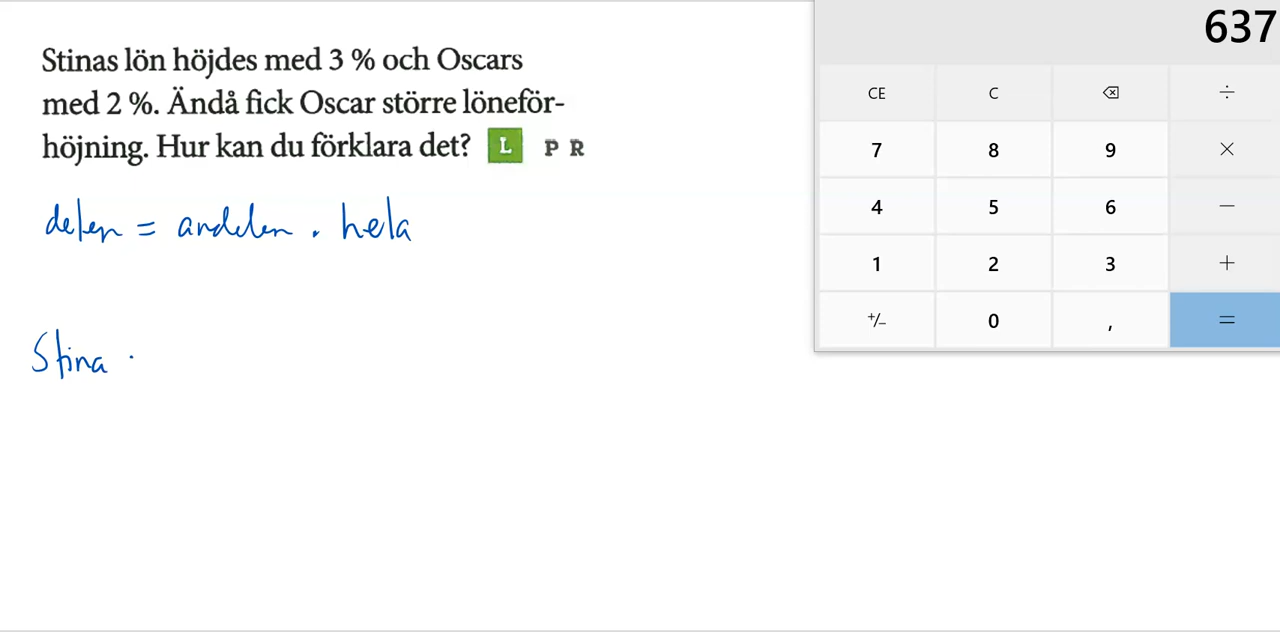 Stinas lön höjdes med 3 % och Oscars
med 2 %. Ändå fick Oscar större löneför-
höjning. Hur kan du förklara det? L P R
delen = andelen . hela
Stina .
637
CE C ⌫ ÷
7 8 9 ×
4 5 6 −
1 2 3 +
+/− 0 , =